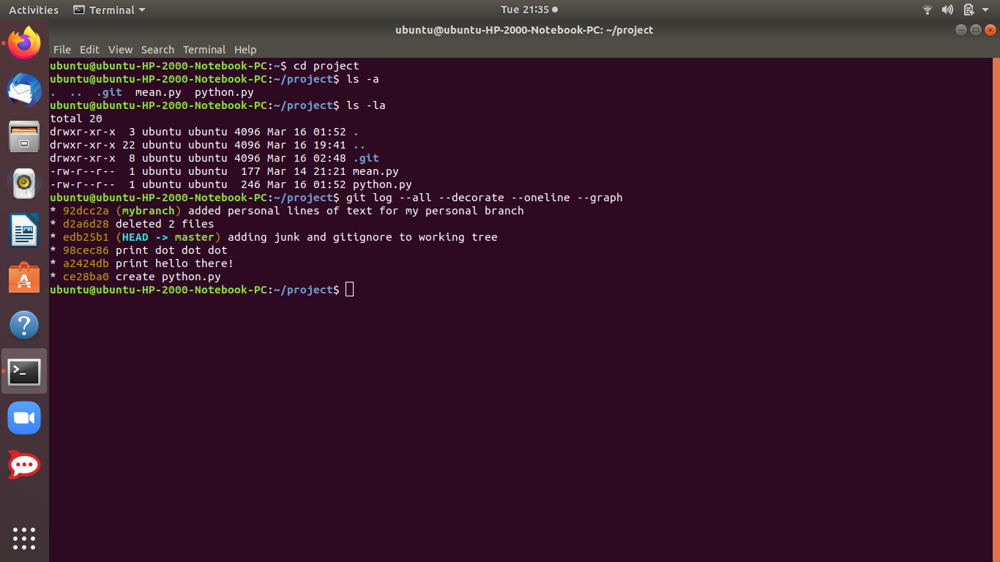 Activities Terminal Tue 21:35
ubuntu@ubuntu-HP-2000-Notebook-PC: ~/project
File Edit View Search Terminal Help
ubuntu@ubuntu-HP-2000-Notebook-PC:~$ cd project
ubuntu@ubuntu-HP-2000-Notebook-PC:~/project$ ls -a
.  ..  .git  mean.py  python.py
ubuntu@ubuntu-HP-2000-Notebook-PC:~/project$ ls -la
total 20
drwxr-xr-x  3 ubuntu ubuntu 4096 Mar 16 01:52 .
drwxr-xr-x 22 ubuntu ubuntu 4096 Mar 16 19:41 ..
drwxr-xr-x  8 ubuntu ubuntu 4096 Mar 16 02:48 .git
-rw-r--r--  1 ubuntu ubuntu  177 Mar 14 21:21 mean.py
-rw-r--r--  1 ubuntu ubuntu  246 Mar 16 01:52 python.py
ubuntu@ubuntu-HP-2000-Notebook-PC:~/project$ git log --all --decorate --oneline --graph
* 92dcc2a (mybranch) added personal lines of text for my personal branch
* d2a6d28 deleted 2 files
* edb25b1 (HEAD -> master) adding junk and gitignore to working tree
* 98cec86 print dot dot dot
* a2424db print hello there!
* ce28ba0 create python.py
ubuntu@ubuntu-HP-2000-Notebook-PC:~/project$